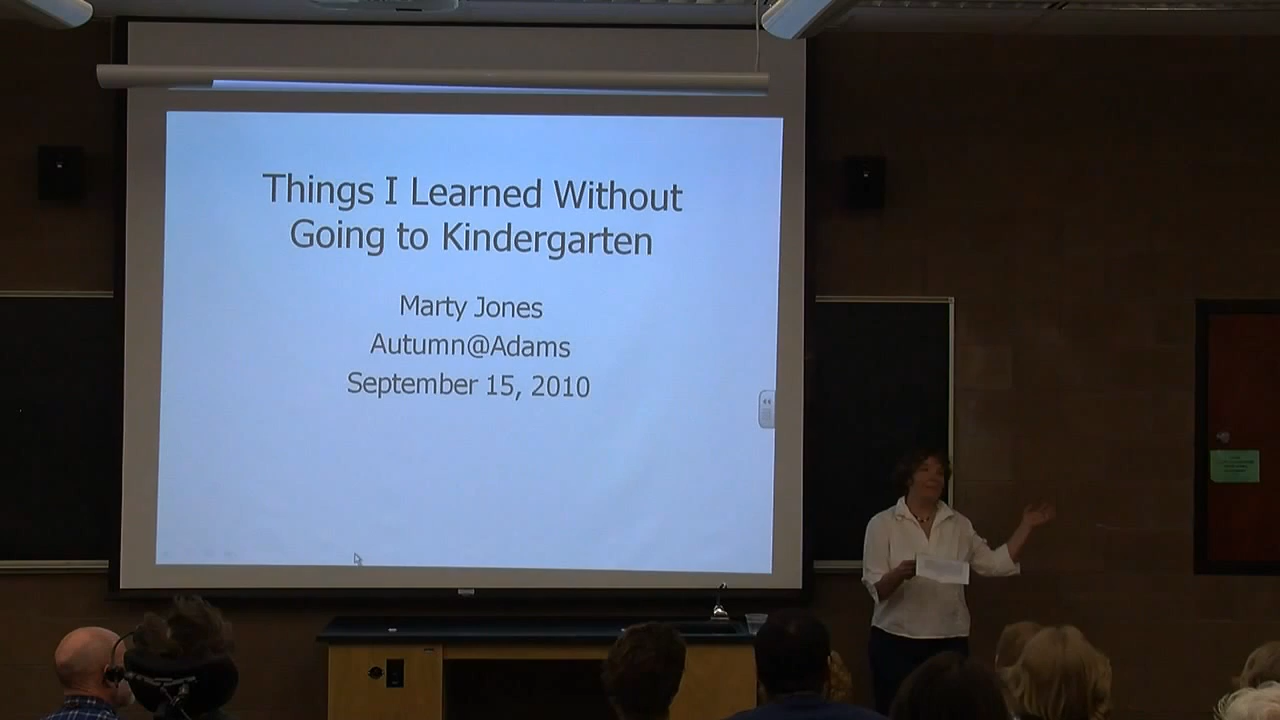 Things I Learned Without
Going to Kindergarten
Marty Jones
Autumn@Adams
September 15, 2010